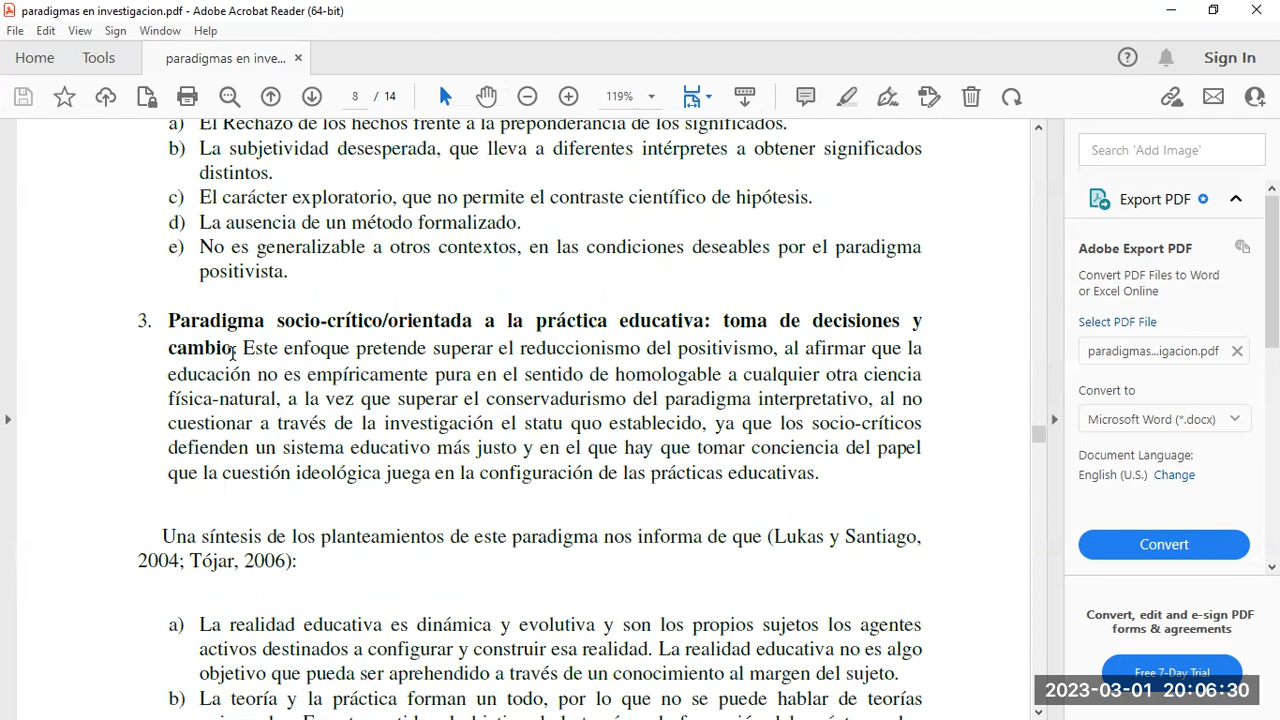 paradigmas en investigacion.pdf - Adobe Acrobat Reader (64-bit)
File Edit View Sign Window Help
Home Tools paradigmas en inve... Sign In
8 / 14 119%
a) El Rechazo de los hechos frente a la preponderancia de los significados.
b) La subjetividad desesperada, que lleva a diferentes intérpretes a obtener significados
distintos.
c) El carácter exploratorio, que no permite el contraste científico de hipótesis.
d) La ausencia de un método formalizado.
e) No es generalizable a otros contextos, en las condiciones deseables por el paradigma
positivista.
3. Paradigma socio-crítico/orientada a la práctica educativa: toma de decisiones y
cambio: Este enfoque pretende superar el reduccionismo del positivismo, al afirmar que la
educación no es empíricamente pura en el sentido de homologable a cualquier otra ciencia
física-natural, a la vez que superar el conservadurismo del paradigma interpretativo, al no
cuestionar a través de la investigación el statu quo establecido, ya que los socio-críticos
defienden un sistema educativo más justo y en el que hay que tomar conciencia del papel
que la cuestión ideológica juega en la configuración de las prácticas educativas.
Una síntesis de los planteamientos de este paradigma nos informa de que (Lukas y Santiago,
2004; Tójar, 2006):
a) La realidad educativa es dinámica y evolutiva y son los propios sujetos los agentes
activos destinados a configurar y construir esa realidad. La realidad educativa no es algo
objetivo que pueda ser aprehendido a través de un conocimiento al margen del sujeto.
b) La teoría y la práctica forman un todo, por lo que no se puede hablar de teorías
Search 'Add Image'
Export PDF
Adobe Export PDF
Convert PDF Files to Word
or Excel Online
Select PDF File
paradigmas...igacion.pdf
Convert to
Microsoft Word (*.docx)
Document Language:
English (U.S.) Change
Convert
Convert, edit and e-sign PDF
forms & agreements
Free 7-Day Trial
2023-03-01 20:06:30